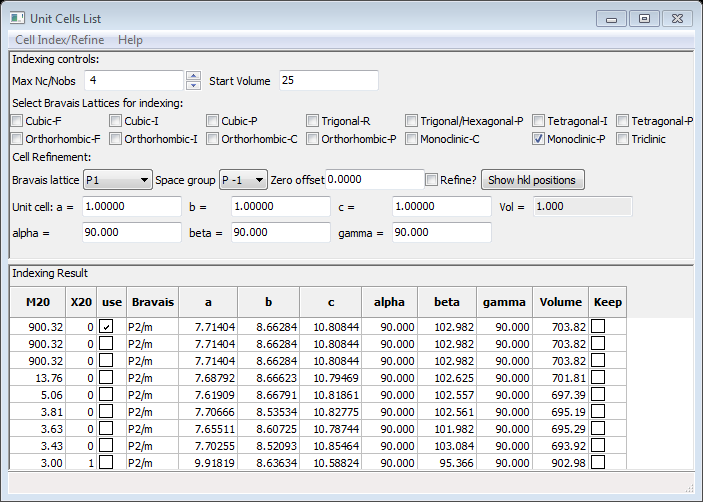 Unit Cells List
Cell Index/Refine Help
Indexing controls:
Max Nc/Nobs 4 Start Volume 25
Select Bravais Lattices for indexing:
Cubic-F Cubic-I Cubic-P Trigonal-R Trigonal/Hexagonal-P Tetragonal-I Tetragonal-P
Orthorhombic-F Orthorhombic-I Orthorhombic-C Orthorhombic-P Monoclinic-C Monoclinic-P Triclinic
Cell Refinement:
Bravais lattice P1 Space group P -1 Zero offset 0.0000 Refine? Show hkl positions
Unit cell: a = 1.00000 b = 1.00000 c = 1.00000 Vol = 1.000
alpha = 90.000 beta = 90.000 gamma = 90.000
Indexing Result
M20 X20 use Bravais a b c alpha beta gamma Volume Keep
900.32 0 P2/m 7.71404 8.66284 10.80844 90.000 102.982 90.000 703.82
900.32 0 P2/m 7.71404 8.66284 10.80844 90.000 102.982 90.000 703.82
900.32 0 P2/m 7.71404 8.66284 10.80844 90.000 102.982 90.000 703.82
13.76 0 P2/m 7.68792 8.66623 10.79469 90.000 102.625 90.000 701.81
5.06 0 P2/m 7.61909 8.66791 10.81861 90.000 102.557 90.000 697.39
3.81 0 P2/m 7.70666 8.53534 10.82775 90.000 102.561 90.000 695.19
3.63 0 P2/m 7.65511 8.60725 10.78744 90.000 101.982 90.000 695.29
3.43 0 P2/m 7.70255 8.52093 10.85464 90.000 103.084 90.000 693.92
3.00 1 P2/m 9.91819 8.63634 10.58824 90.000 95.366 90.000 902.98